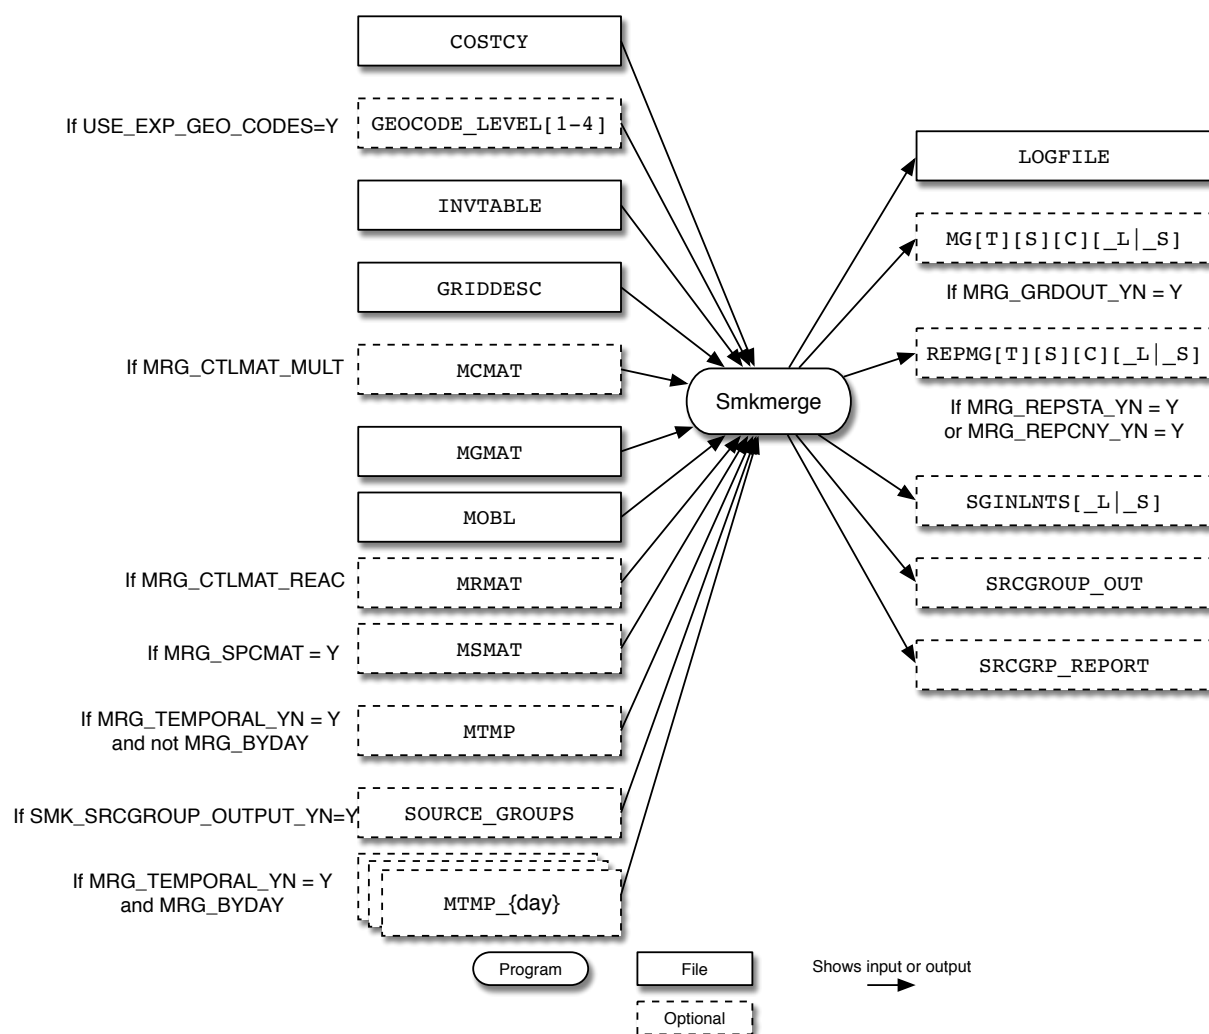 COSTCY
If USE_EXP_GEO_CODES=Y
GEOCODE_LEVEL[1-4]
INVTABLE
GRIDDESC
If MRG_CTLMAT_MULT
MCMAT
MGMAT
MOBL
If MRG_CTLMAT_REAC
MRMAT
If MRG_SPCMAT = Y
MSMAT
If MRG_TEMPORAL_YN = Y
and not MRG_BYDAY
MTMP
If SMK_SRCGROUP_OUTPUT_YN=Y
SOURCE_GROUPS
If MRG_TEMPORAL_YN = Y
and MRG_BYDAY
MTMP_{day}
Smkmerge
LOGFILE
MG[T][S][C][_L|_S]
If MRG_GRDOUT_YN = Y
REPMG[T][S][C][_L|_S]
If MRG_REPSTA_YN = Y
or MRG_REPCNY_YN = Y
SGINLNTS[_L|_S]
SRCGROUP_OUT
SRCGRP_REPORT
Program
File
Shows input or output
Optional